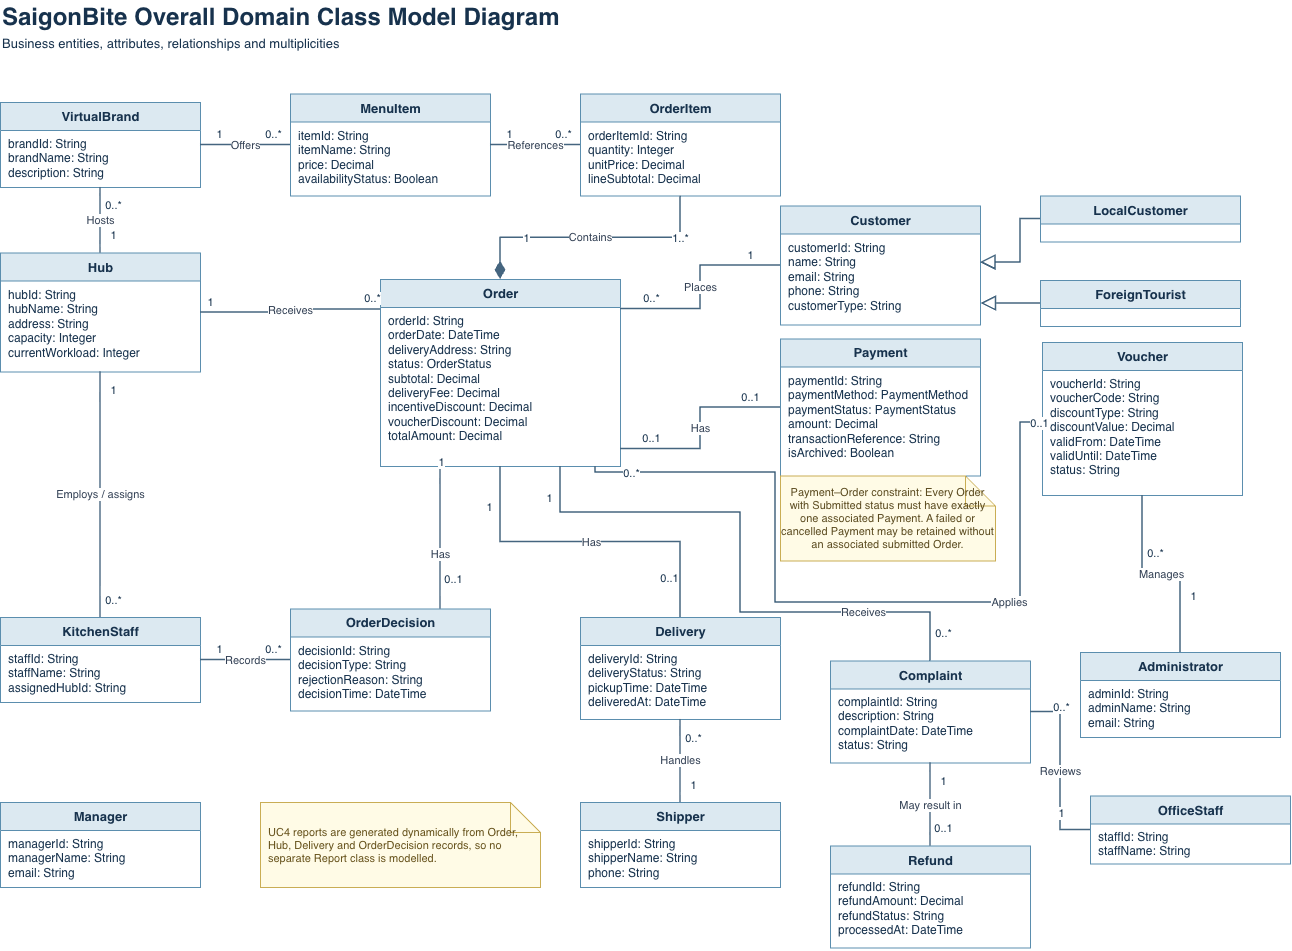 SaigonBite Overall Domain Class Model Diagram
Business entities, attributes, relationships and multiplicities
VirtualBrand
brandId: String
brandName: String
description: String
1
Offers
0..*
MenuItem
itemId: String
itemName: String
price: Decimal
availabilityStatus: Boolean
1
References
0..*
OrderItem
orderItemId: String
quantity: Integer
unitPrice: Decimal
lineSubtotal: Decimal
0..*
Hosts
1
1
Contains
1..*
Customer
customerId: String
name: String
email: String
phone: String
customerType: String
LocalCustomer
ForeignTourist
Hub
hubId: String
hubName: String
address: String
capacity: Integer
currentWorkload: Integer
1
Receives
0..*
Order
orderId: String
orderDate: DateTime
deliveryAddress: String
status: OrderStatus
subtotal: Decimal
deliveryFee: Decimal
incentiveDiscount: Decimal
voucherDiscount: Decimal
totalAmount: Decimal
0..*
Places
1
0..1
Has
0..1
Payment
paymentId: String
paymentMethod: PaymentMethod
paymentStatus: PaymentStatus
amount: Decimal
transactionReference: String
isArchived: Boolean
Voucher
voucherId: String
voucherCode: String
discountType: String
discountValue: Decimal
validFrom: DateTime
validUntil: DateTime
status: String
Payment–Order constraint: Every Order
with Submitted status must have exactly
one associated Payment. A failed or
cancelled Payment may be retained without
an associated submitted Order.
0..*
Applies
0..1
1
Employs / assigns
0..*
1
Has
0..1
1
Has
0..1
1
Receives
0..*
0..*
Manages
1
KitchenStaff
staffId: String
staffName: String
assignedHubId: String
1
Records
0..*
OrderDecision
decisionId: String
decisionType: String
rejectionReason: String
decisionTime: DateTime
Delivery
deliveryId: String
deliveryStatus: String
pickupTime: DateTime
deliveredAt: DateTime
Complaint
complaintId: String
description: String
complaintDate: DateTime
status: String
Administrator
adminId: String
adminName: String
email: String
0..*
Handles
1
0..*
Reviews
1
1
May result in
0..1
Manager
managerId: String
managerName: String
email: String
UC4 reports are generated dynamically from Order,
Hub, Delivery and OrderDecision records, so no
separate Report class is modelled.
Shipper
shipperId: String
shipperName: String
phone: String
OfficeStaff
staffId: String
staffName: String
Refund
refundId: String
refundAmount: Decimal
refundStatus: String
processedAt: DateTime